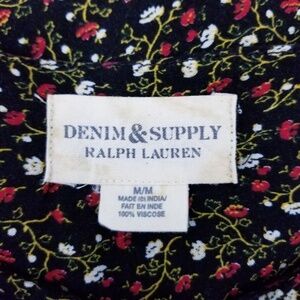 DENIM & SUPPLY
RALPH LAUREN
M/M
MADE IN INDIA/
FAIT EN INDE
100% VISCOSE